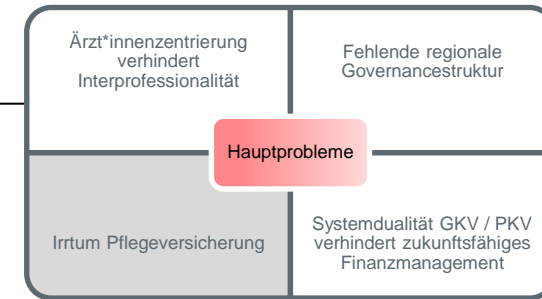 Ärzt*innenzentrierung
verhindert
Interprofessionalität
Fehlende regionale
Governancestruktur
Hauptprobleme
Irrtum Pflegeversicherung
Systemdualität GKV / PKV
verhindert zukunftsfähiges
Finanzmanagement